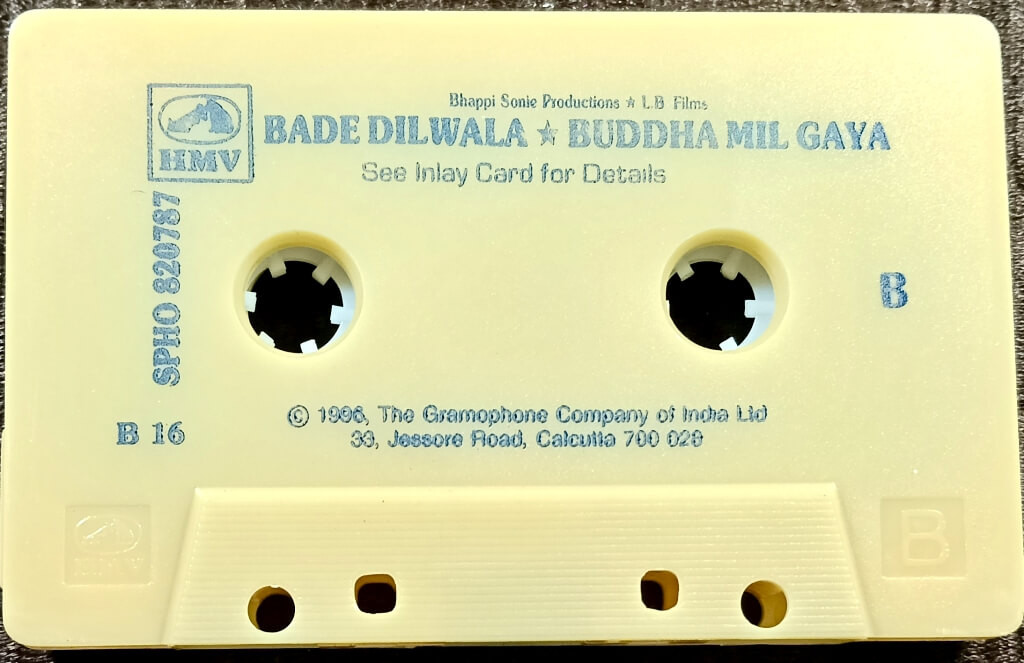 Bhappi Sonie Productions ★ L.B. Films
HMV
BADE DILWALA ★ BUDDHA MIL GAYA
See Inlay Card for Details
SPHO 820787
B
B 16
© 1996, The Gramophone Company of India Ltd
33, Jessore Road, Calcutta 700 028
HMV
B